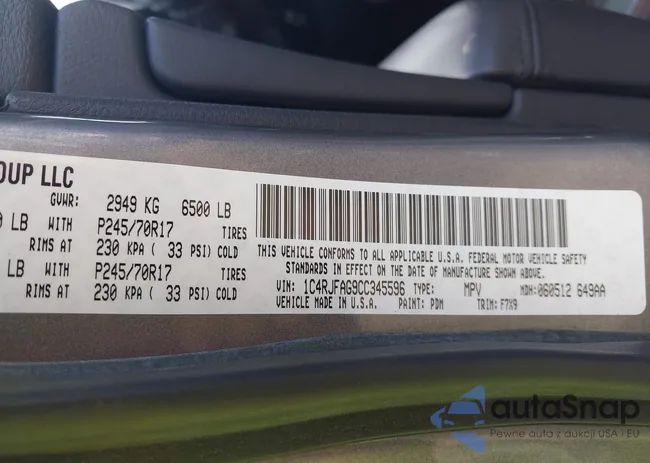 OUP LLC
GVWR: 2949 KG 6500 LB
LB WITH P245/70R17 TIRES
RIMS AT 230 KPA ( 33 PSI) COLD
LB WITH P245/70R17 TIRES
RIMS AT 230 KPA ( 33 PSI) COLD
THIS VEHICLE CONFORMS TO ALL APPLICABLE U.S.A. FEDERAL MOTOR VEHICLE SAFETY
STANDARDS IN EFFECT ON THE DATE OF MANUFACTURE SHOWN ABOVE.
VIN: 1C4RJFAG9CC345596 TYPE: MPV MDH: 060512 649AA
VEHICLE MADE IN U.S.A. PAINT: PDM TRIM: F7X9
autaSnap
Pewne auta z aukcji USA i EU